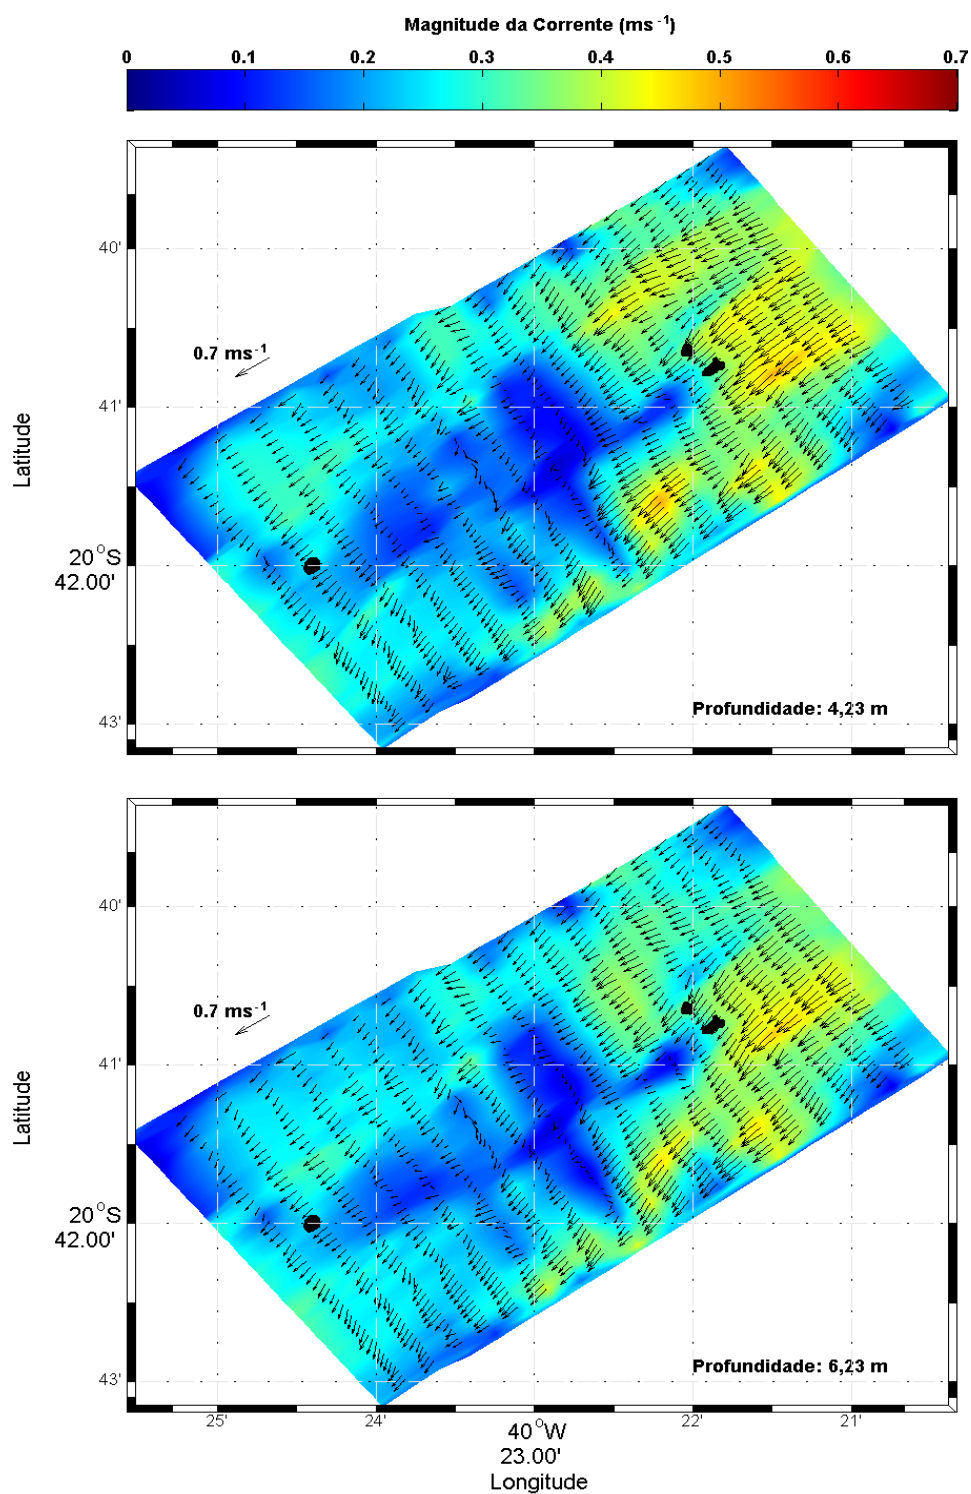 Magnitude da Corrente (ms⁻¹)
0 0.1 0.2 0.3 0.4 0.5 0.6 0.7
40'
0.7 ms⁻¹
41'
Latitude
20°S
42.00'
43'
Profundidade: 4,23 m
40'
0.7 ms⁻¹
41'
Latitude
20°S
42.00'
Profundidade: 6,23 m
43'
25' 24' 40°W 22' 21'
23.00'
Longitude